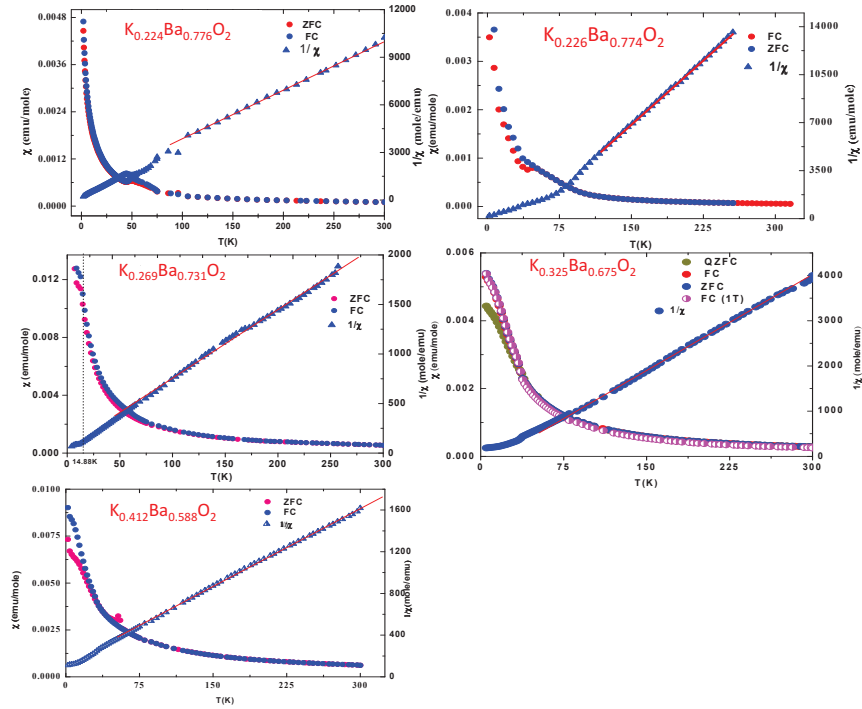 K0.224Ba0.776O2
ZFC
FC
1/ χ
χ (emu/mole)
0.0048
0.0036
0.0024
0.0012
0.0000
12000
9000
6000
3000
0
1/χ (mole/emu)
0 50 100 150 200 250 300
T(K)
K0.226Ba0.774O2
FC
ZFC
1/χ
χ(emu/mole)
0.004
0.003
0.002
0.001
0.000
14000
10500
7000
3500
0
1/χ (mole/emu)
0 50 100 150 200 250 300
T(K)
K0.269Ba0.731O2
ZFC
FC
1/χ
χ (emu/mole)
0.012
0.008
0.004
0.000
2000
1500
1000
500
0
1/χ (mole/emu)
0 50 100 150 200 250 300
14.88K
T(K)
K0.325Ba0.675O2
QZFC
FC
ZFC
FC (1T)
1/χ
χ (emu/mole)
0.006
0.004
0.002
0.000
4000
3000
2000
1000
0
1/χ (mole/emu)
0 75 150 225 300
T(K)
K0.412Ba0.588O2
ZFC
FC
1/χ
χ (emu/mole)
0.0100
0.0075
0.0050
0.0025
0.0000
1600
1200
800
400
0
1/χ(mole/emu)
0 75 150 225 300
T(K)